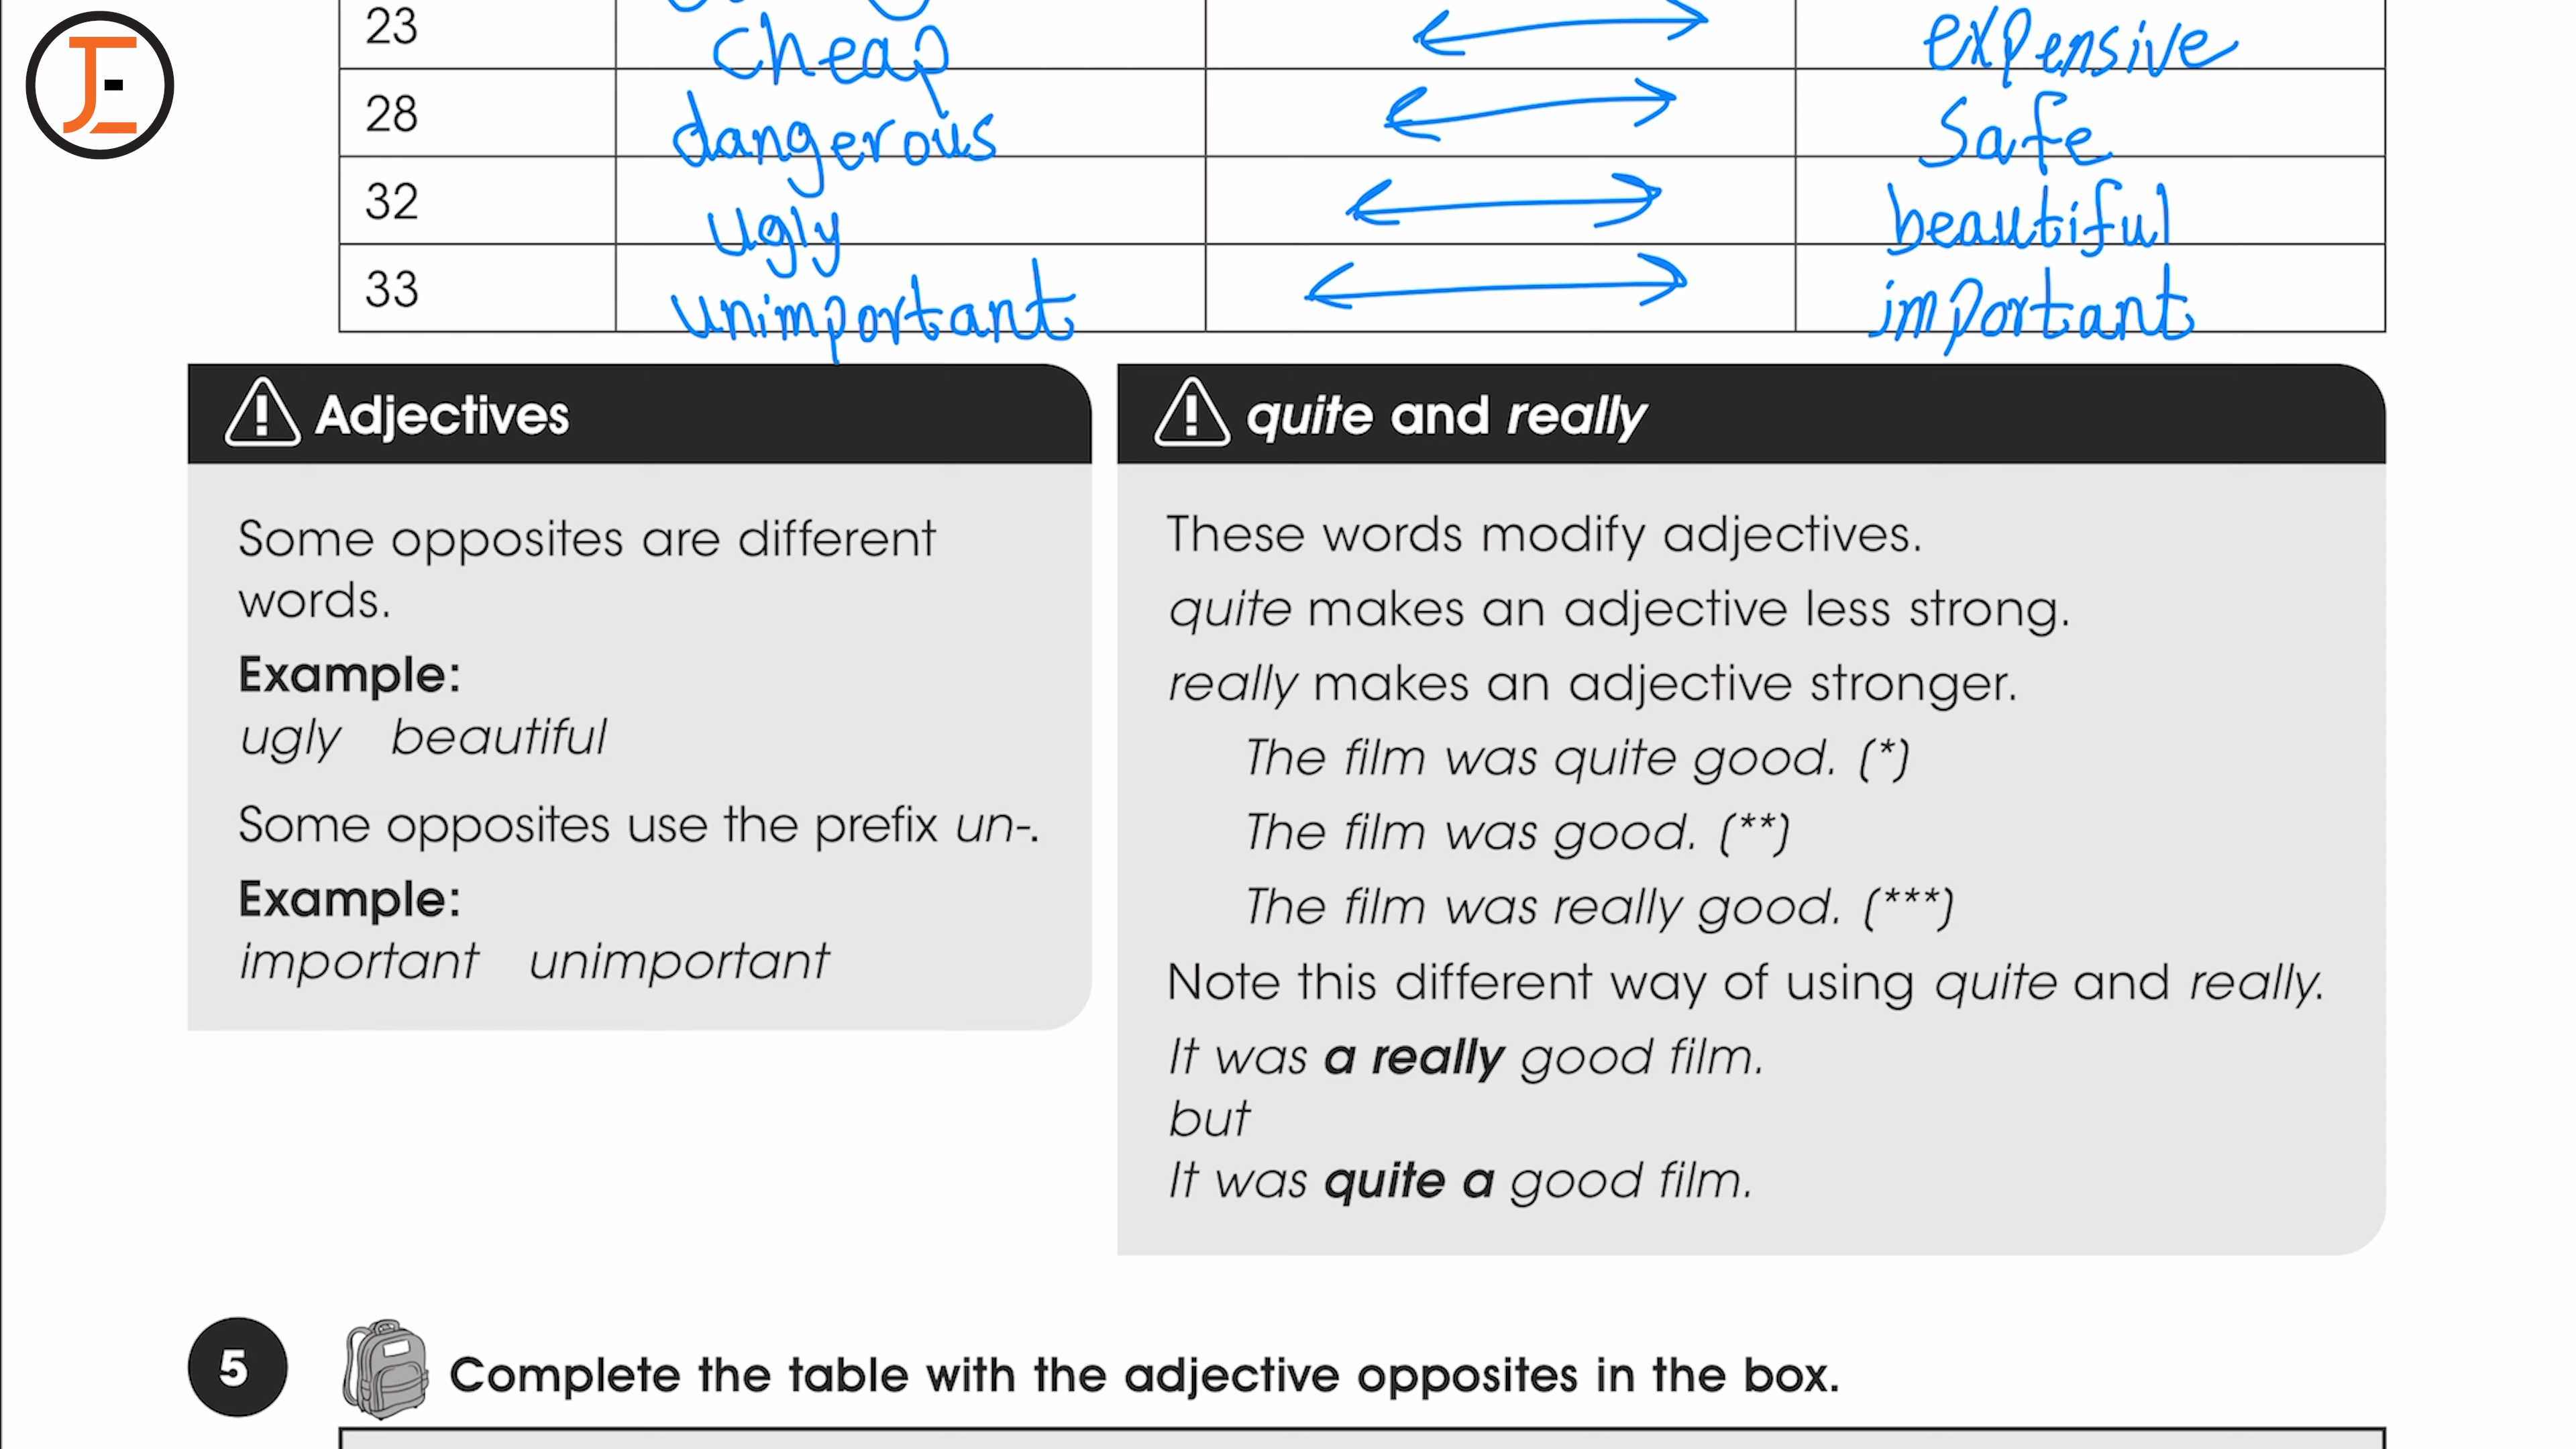 JE
23 cheap expensive
28 dangerous safe
32 ugly beautiful
33 unimportant important
Adjectives
Some opposites are different
words.
Example:
ugly beautiful
Some opposites use the prefix un-.
Example:
important unimportant
quite and really
These words modify adjectives.
quite makes an adjective less strong.
really makes an adjective stronger.
The film was quite good. (*)
The film was good. (**)
The film was really good. (***)
Note this different way of using quite and really.
It was a really good film.
but
It was quite a good film.
5 Complete the table with the adjective opposites in the box.